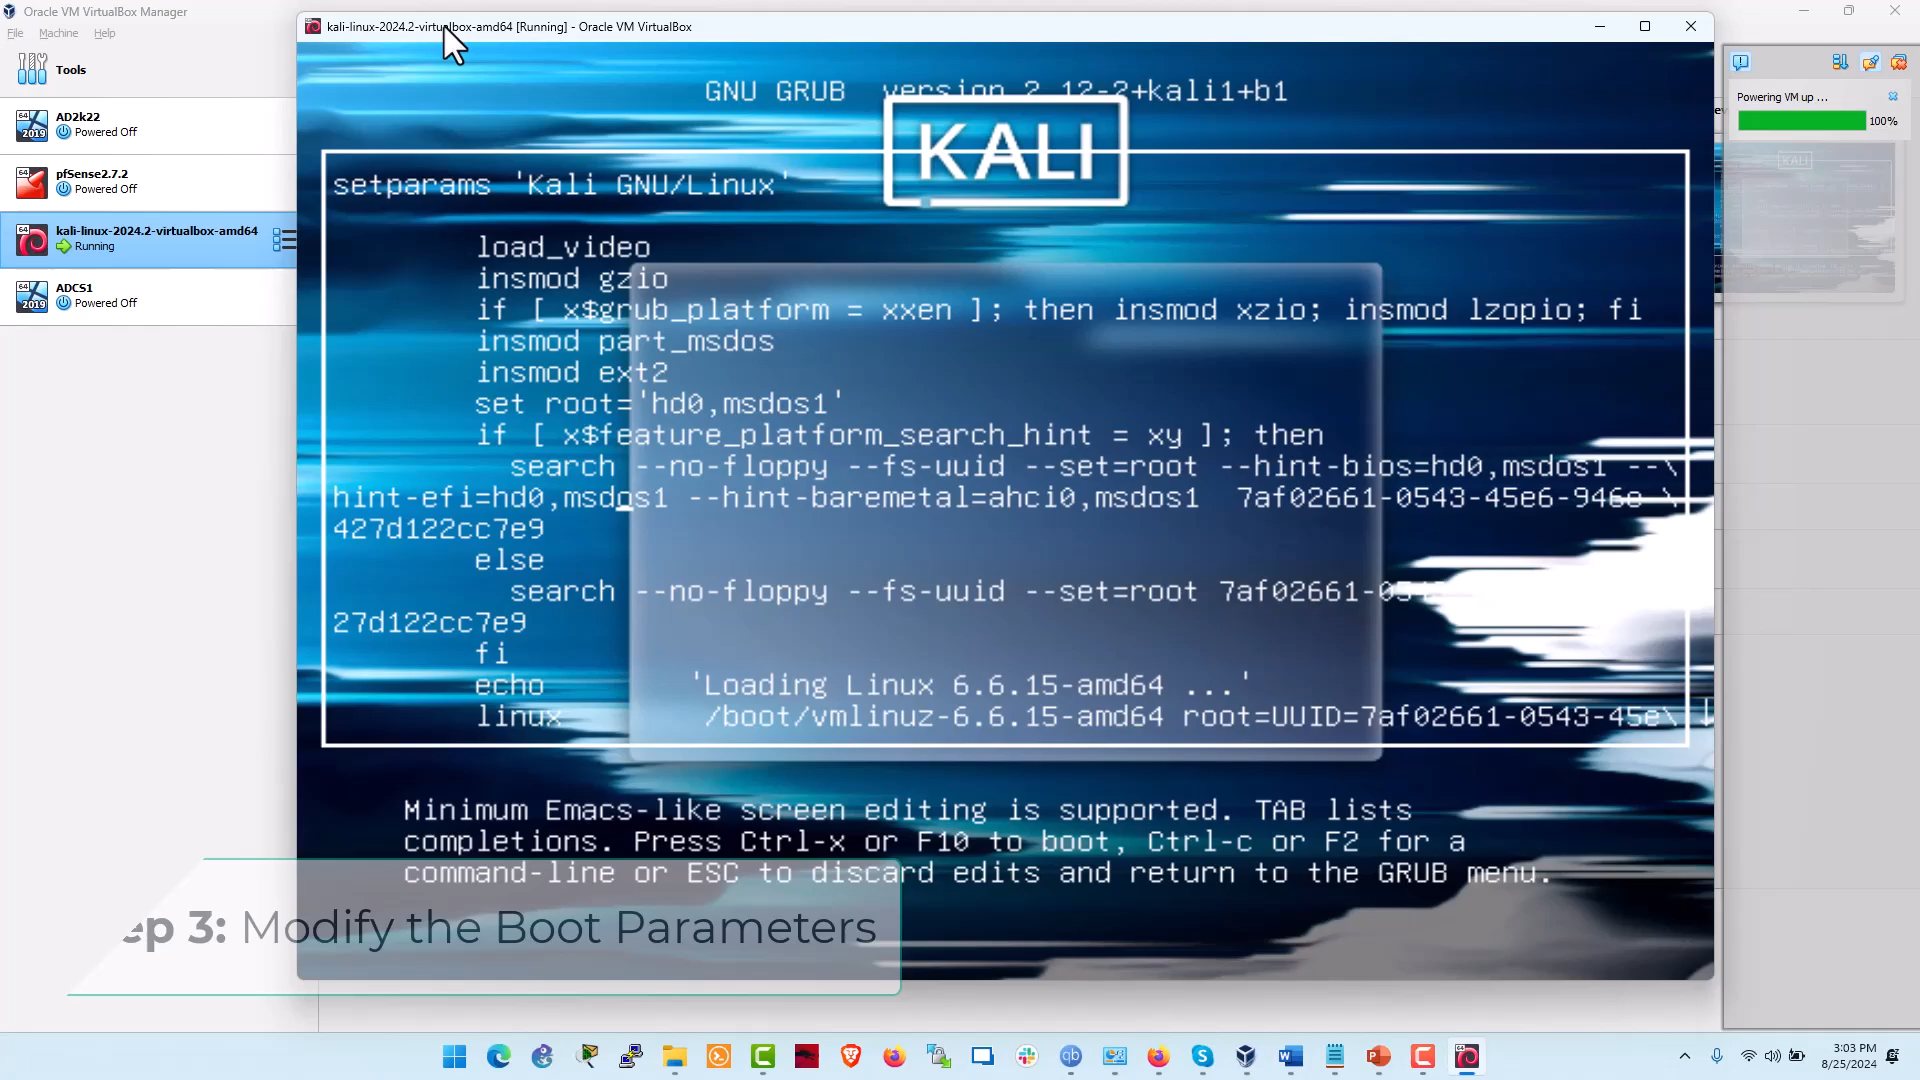 Oracle VM VirtualBox Manager
File Machine Help
Tools
AD2k22
Powered Off
pfSense2.7.2
Powered Off
kali-linux-2024.2-virtualbox-amd64
Running
ADCS1
Powered Off
64
2019
64
64
64
2019
kali-linux-2024.2-virtualbox-amd64 [Running] - Oracle VM VirtualBox
GNU GRUB version 2.12-2+kali1+b1
KALI
setparams 'Kali GNU/Linux'
load_video
insmod gzio
if [ x$grub_platform = xxen ]; then insmod xzio; insmod lzopio; fi
insmod part_msdos
insmod ext2
set root='hd0,msdos1'
if [ x$feature_platform_search_hint = xy ]; then
search --no-floppy --fs-uuid --set=root --hint-bios=hd0,msdos1 --\
hint-efi=hd0,msdos1 --hint-baremetal=ahci0,msdos1 7af02661-0543-45e6-946e-\
427d122cc7e9
else
search --no-floppy --fs-uuid --set=root 7af02661-05
27d122cc7e9
fi
echo 'Loading Linux 6.6.15-amd64 ...'
linux /boot/vmlinuz-6.6.15-amd64 root=UUID=7af02661-0543-45e\
Minimum Emacs-like screen editing is supported. TAB lists
completions. Press Ctrl-x or F10 to boot, Ctrl-c or F2 for a
command-line or ESC to discard edits and return to the GRUB menu.
ep 3: Modify the Boot Parameters
Powering VM up ...
100%
KALI
3:03 PM
8/25/2024